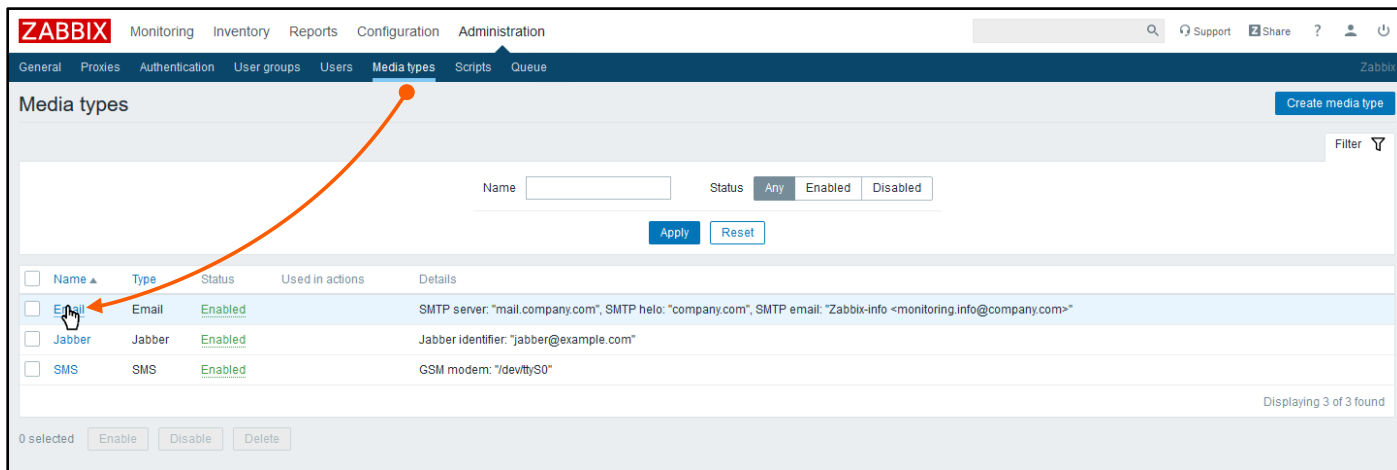 ZABBIX Monitoring Inventory Reports Configuration Administration Support Z Share ?
General Proxies Authentication User groups Users Media types Scripts Queue Zabbix
Media types Create media type
Filter
Name Status Any Enabled Disabled
Apply Reset
Name Type Status Used in actions Details
Email Email Enabled SMTP server: "mail.company.com", SMTP helo: "company.com", SMTP email: "Zabbix-info <monitoring.info@company.com>"
Jabber Jabber Enabled Jabber identifier: "jabber@example.com"
SMS SMS Enabled GSM modem: "/dev/ttyS0"
Displaying 3 of 3 found
0 selected Enable Disable Delete